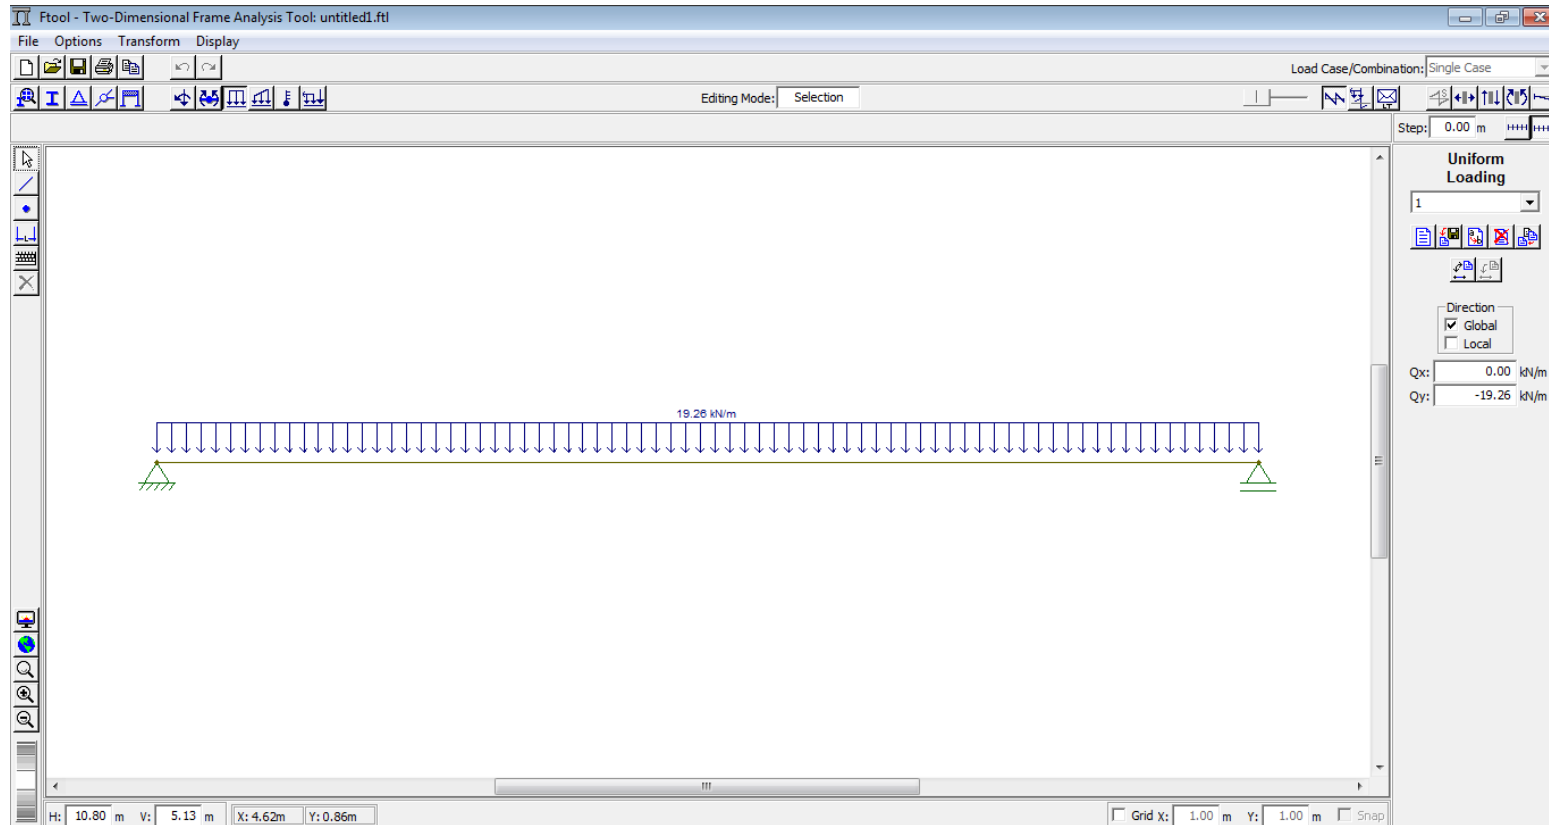 Ftool - Two-Dimensional Frame Analysis Tool: untitled1.ftl
File Options Transform Display
Load Case/Combination: Single Case
Editing Mode: Selection
Step: 0.00 m
Uniform
Loading
1
Direction
Global
Local
Qx: 0.00 kN/m
Qy: -19.26 kN/m
19.26 kN/m
H: 10.80 m V: 5.13 m X: 4.62m Y: 0.86m Grid X: 1.00 m Y: 1.00 m Snap